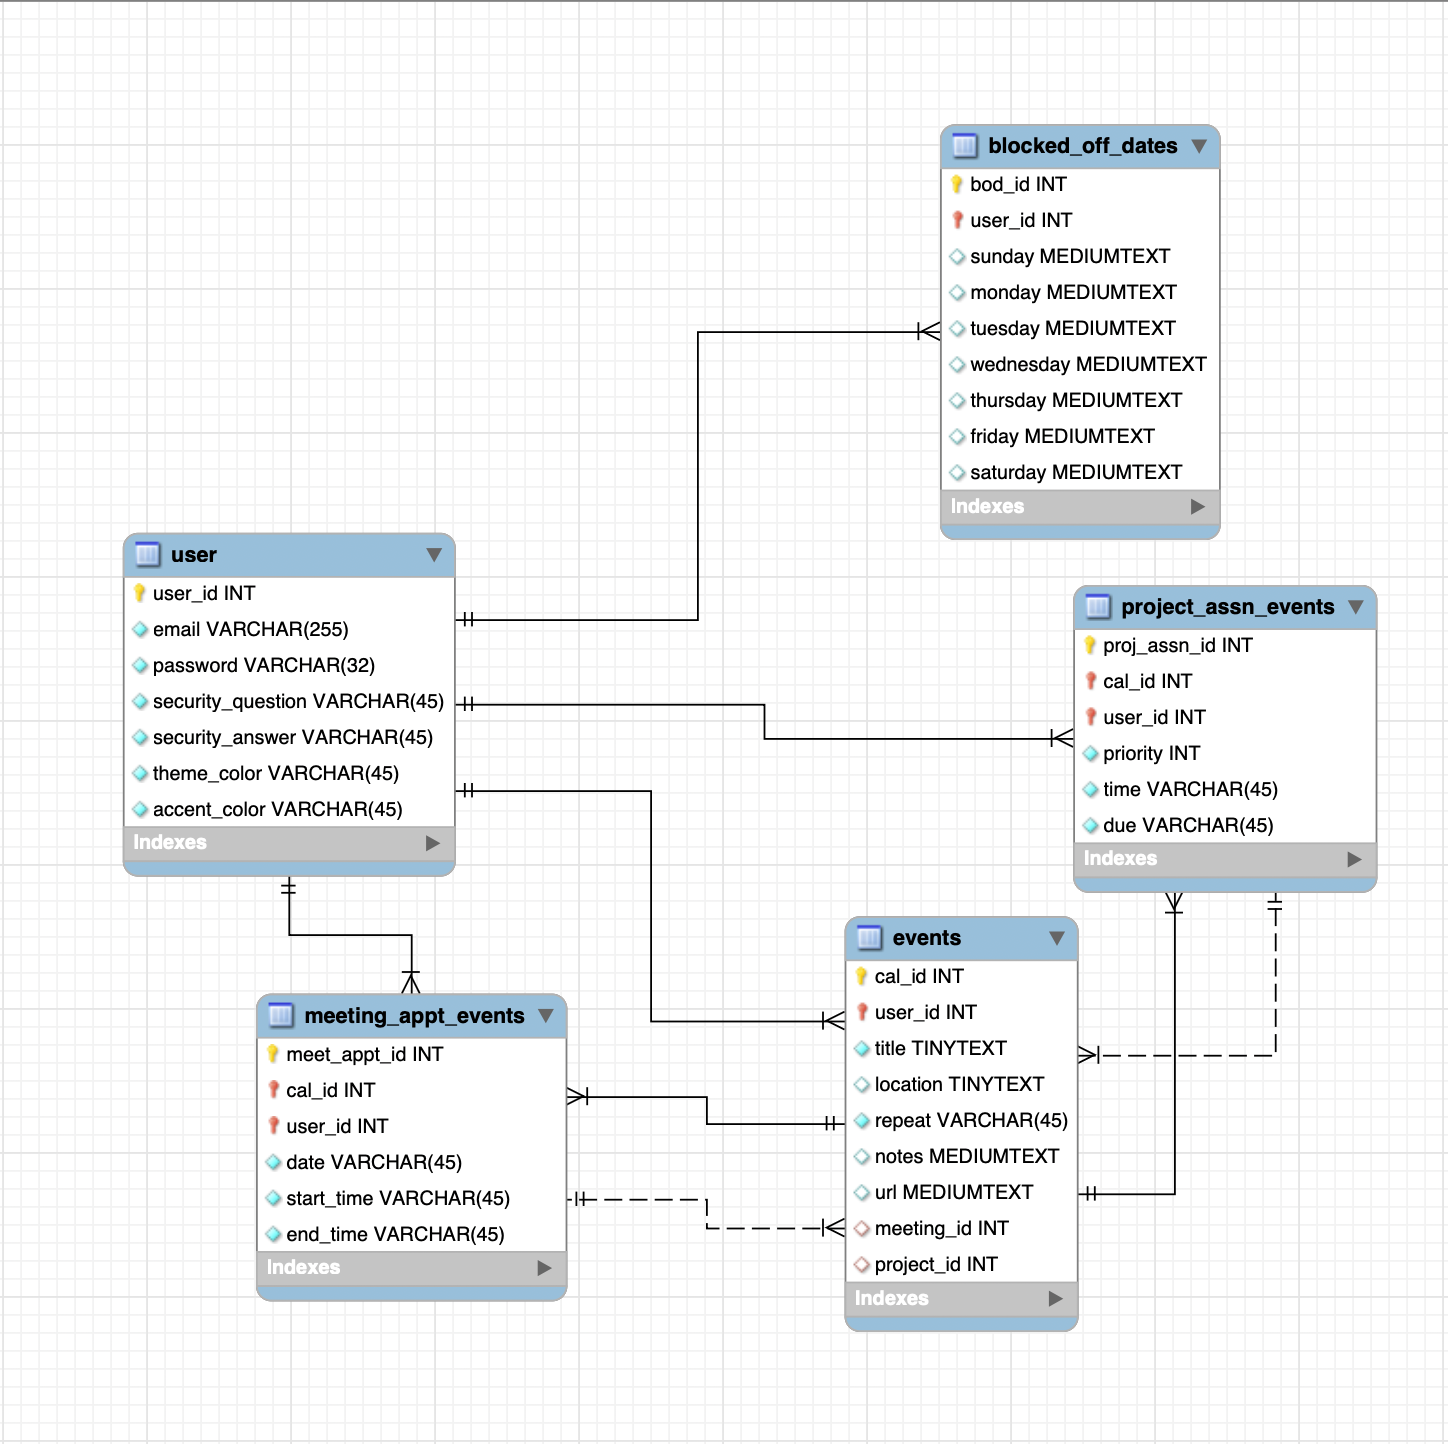 blocked_off_dates
bod_id INT
user_id INT
sunday MEDIUMTEXT
monday MEDIUMTEXT
tuesday MEDIUMTEXT
wednesday MEDIUMTEXT
thursday MEDIUMTEXT
friday MEDIUMTEXT
saturday MEDIUMTEXT
Indexes
user
user_id INT
email VARCHAR(255)
password VARCHAR(32)
security_question VARCHAR(45)
security_answer VARCHAR(45)
theme_color VARCHAR(45)
accent_color VARCHAR(45)
Indexes
project_assn_events
proj_assn_id INT
cal_id INT
user_id INT
priority INT
time VARCHAR(45)
due VARCHAR(45)
Indexes
meeting_appt_events
meet_appt_id INT
cal_id INT
user_id INT
date VARCHAR(45)
start_time VARCHAR(45)
end_time VARCHAR(45)
Indexes
events
cal_id INT
user_id INT
title TINYTEXT
location TINYTEXT
repeat VARCHAR(45)
notes MEDIUMTEXT
url MEDIUMTEXT
meeting_id INT
project_id INT
Indexes